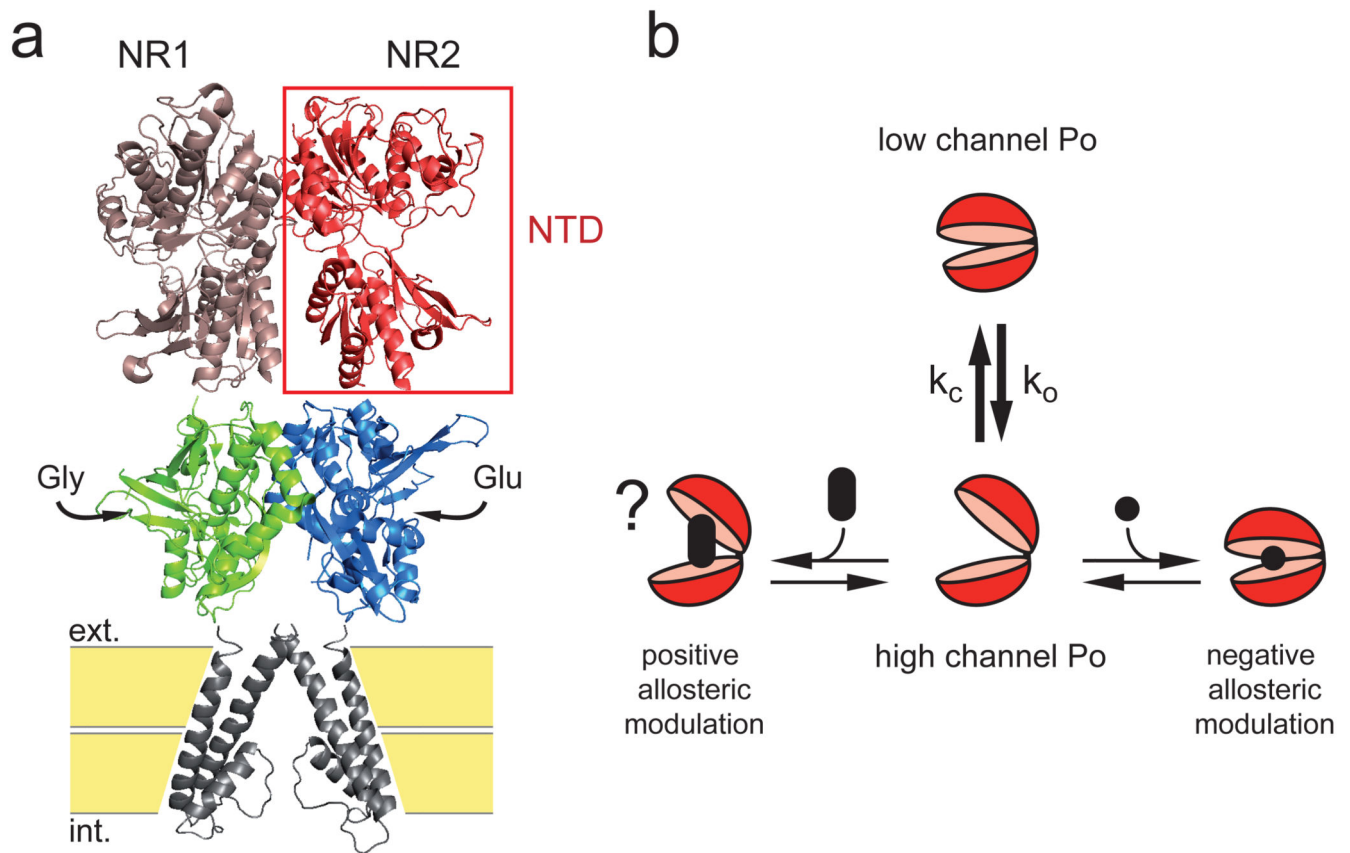 a
NR1
NR2
NTD
Gly
Glu
ext.
int.
b
low channel Po
kc
ko
?
positive
allosteric
modulation
high channel Po
negative
allosteric
modulation